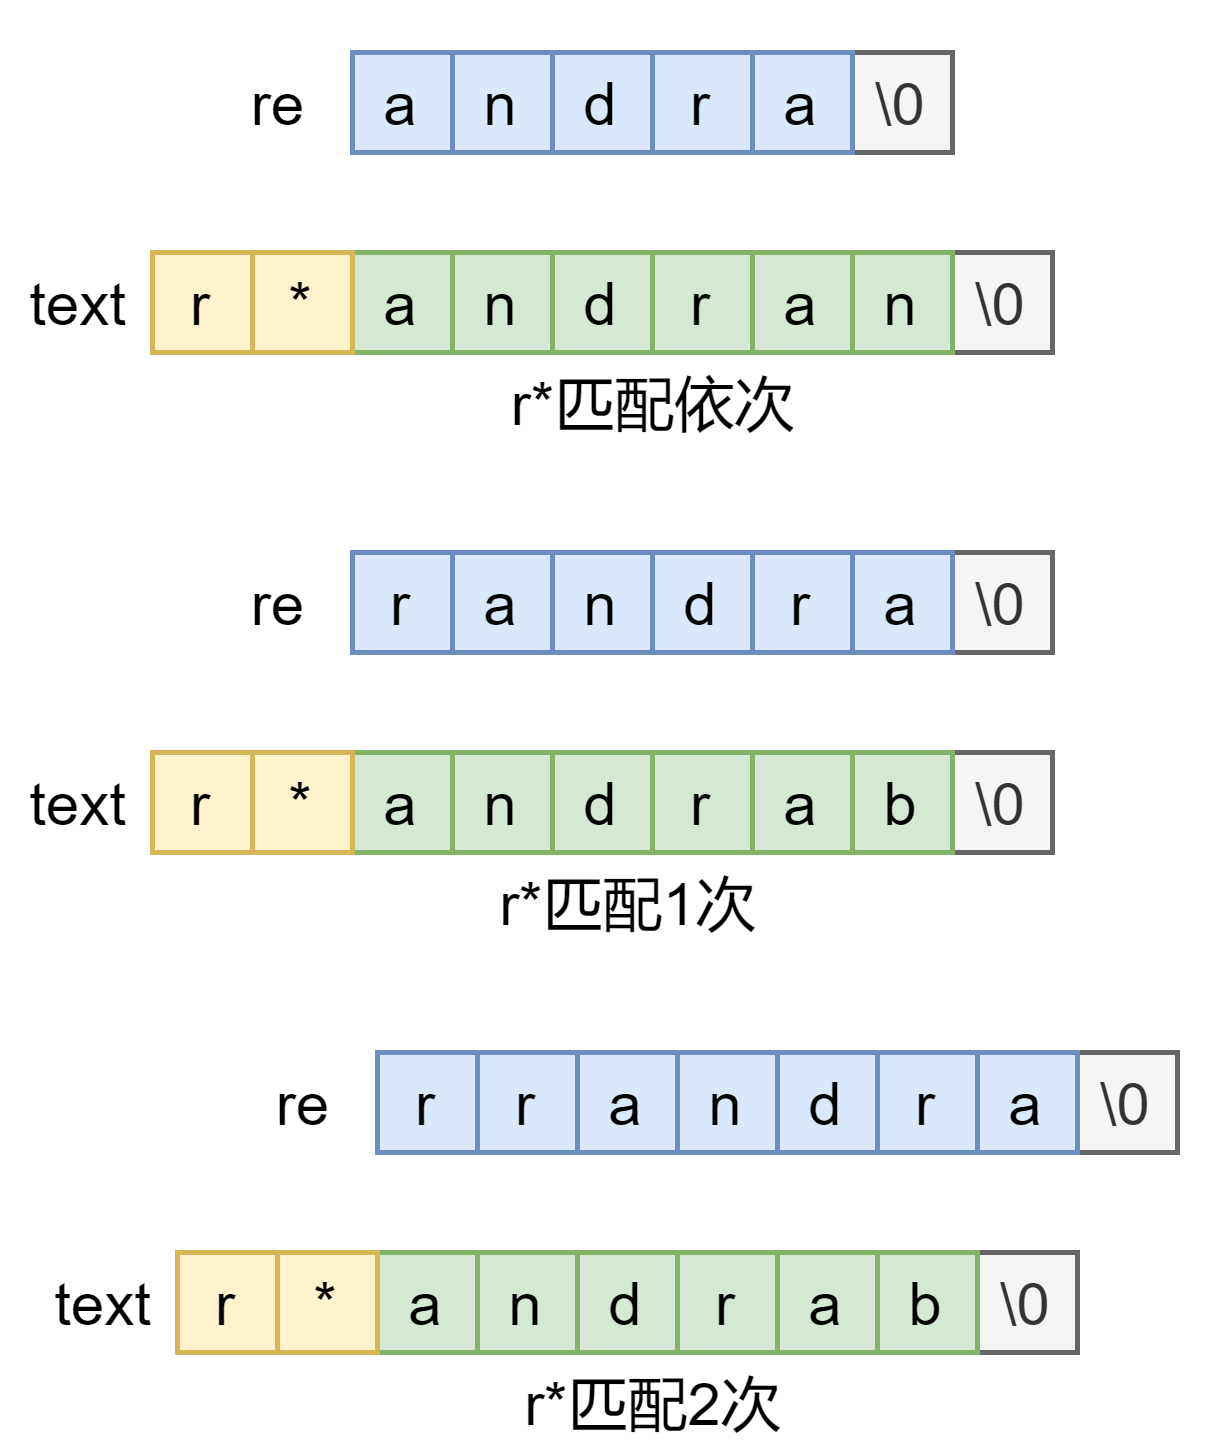 re a n d r a \0
text r * a n d r a n \0
r*匹配依次
re r a n d r a \0
text r * a n d r a b \0
r*匹配1次
re r r a n d r a \0
text r * a n d r a b \0
r*匹配2次